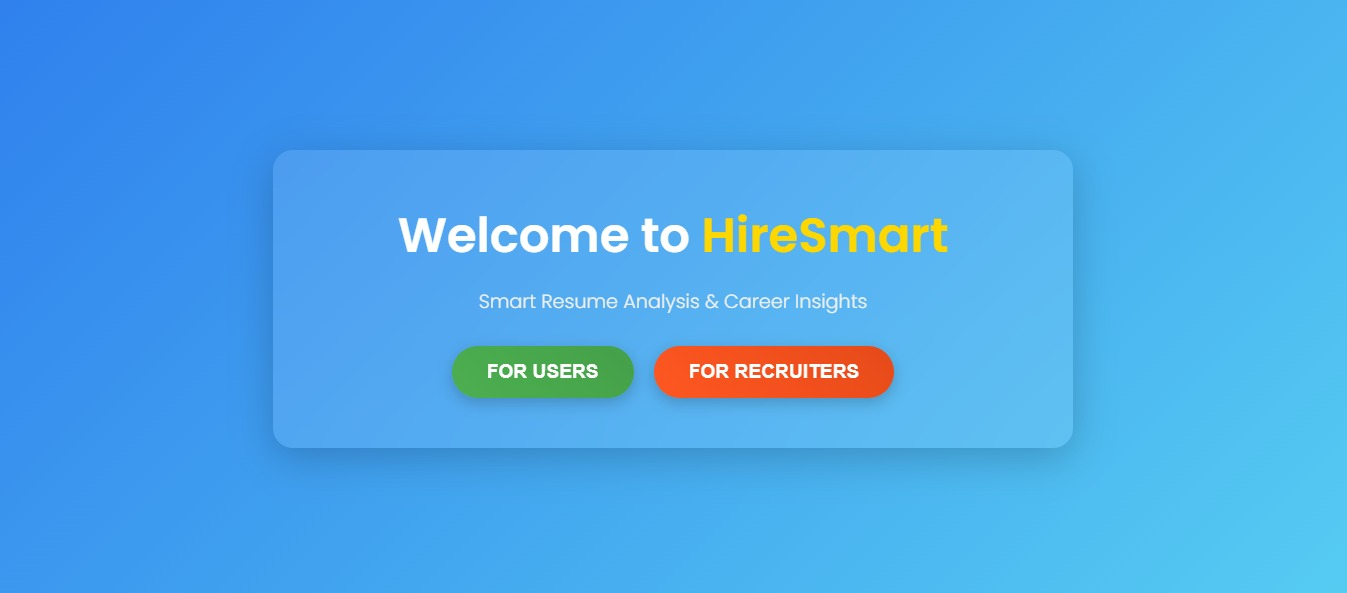 Welcome to HireSmart
Smart Resume Analysis & Career Insights
FOR USERS
FOR RECRUITERS